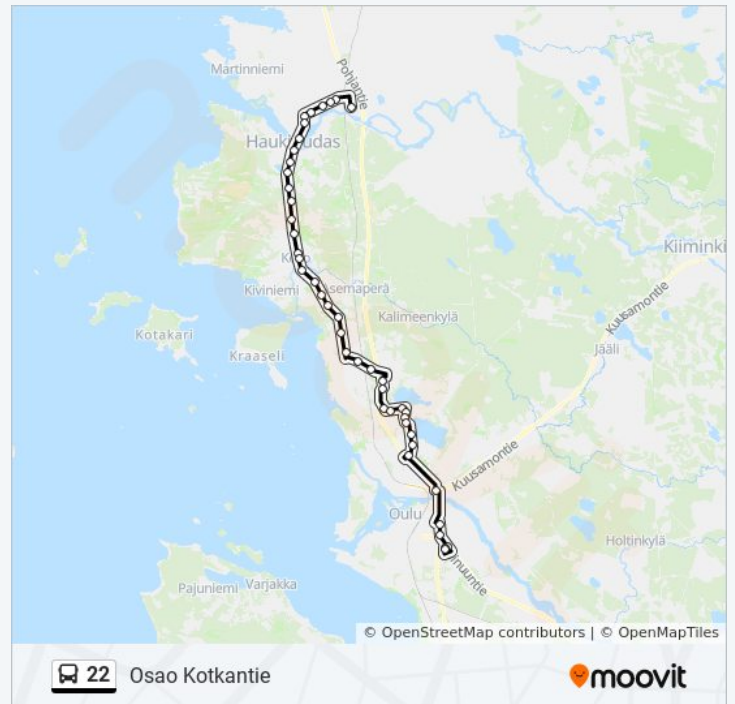 Martinniemi
Pohjantie
Haukipudas
Kiiminki
Kello
Kiviniemi
Asemaperä
Kuusamontie
Kalimeenkylä
Kotakari
Kraaseli
Jääli
Kuusamontie
Oulu
Holtinkylä
Pajuniemi
Varjakka
© OpenStreetMap contributors | © OpenMapTiles
22
Osao Kotkantie
moovit